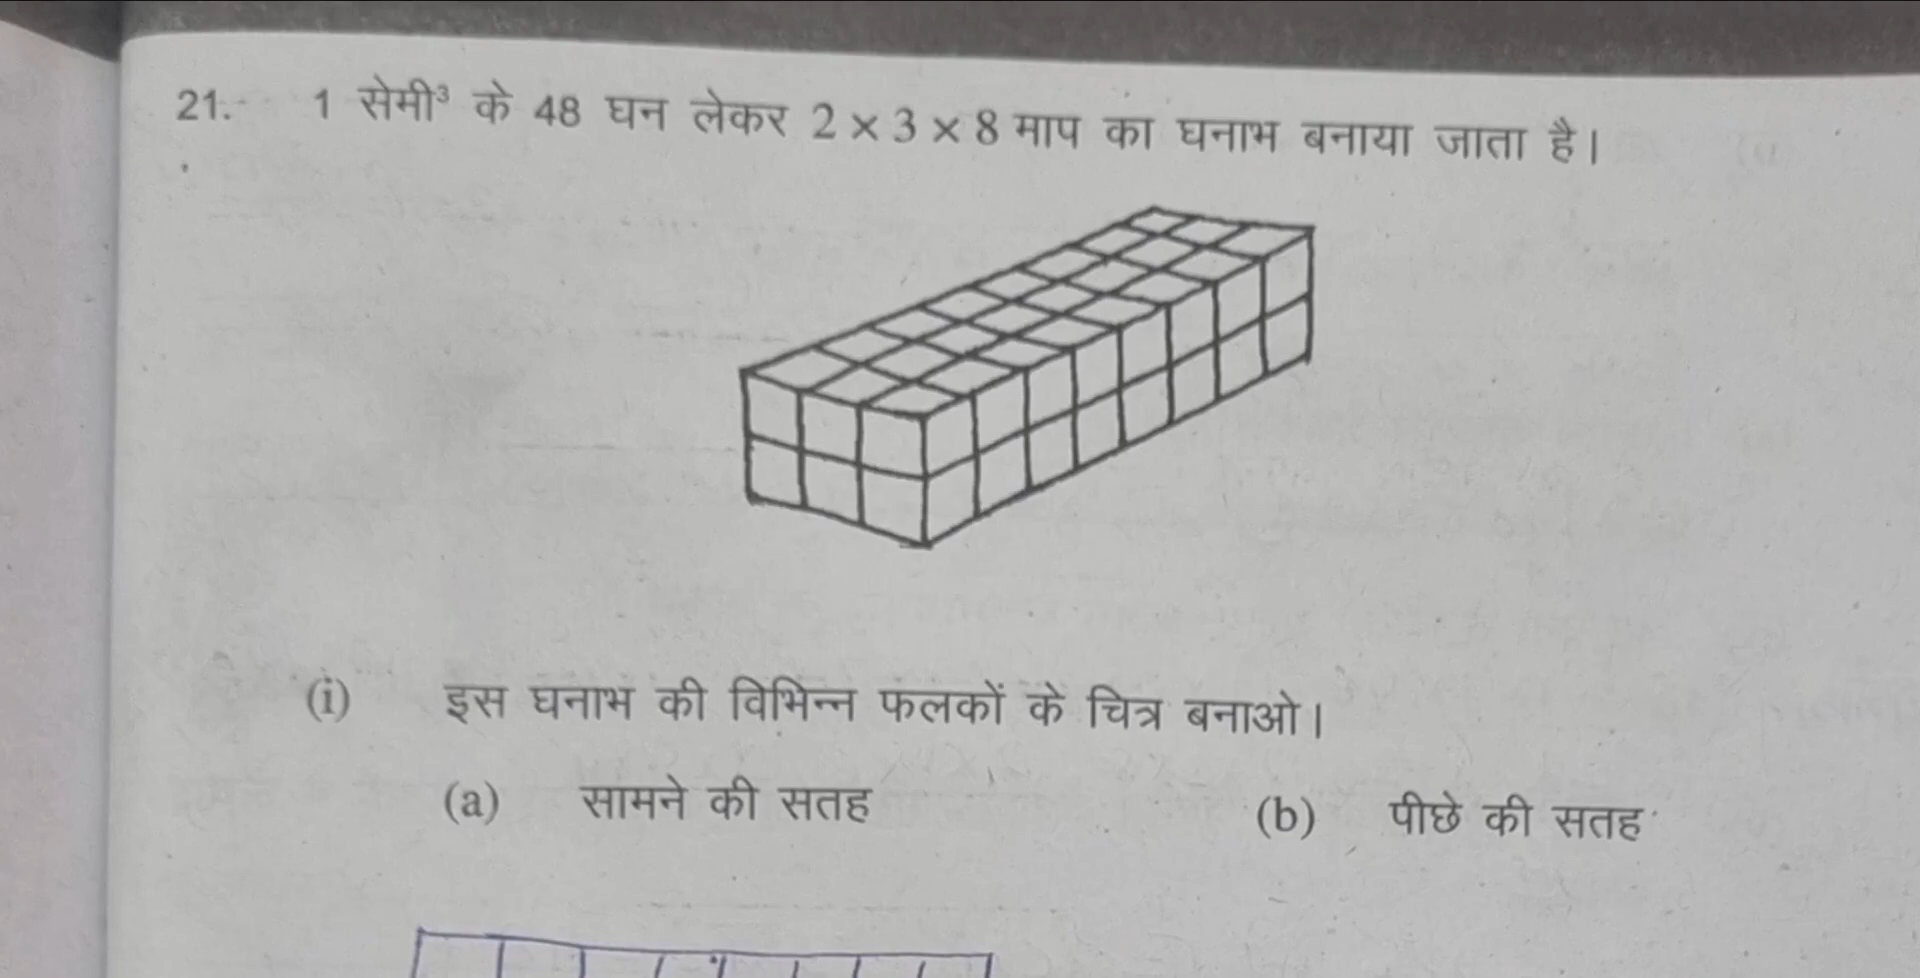 21. 1 सेमी³ के 48 घन लेकर 2 × 3 × 8 माप का घनाभ बनाया जाता है।
(i) इस घनाभ की विभिन्न फलकों के चित्र बनाओ।
(a) सामने की सतह (b) पीछे की सतह